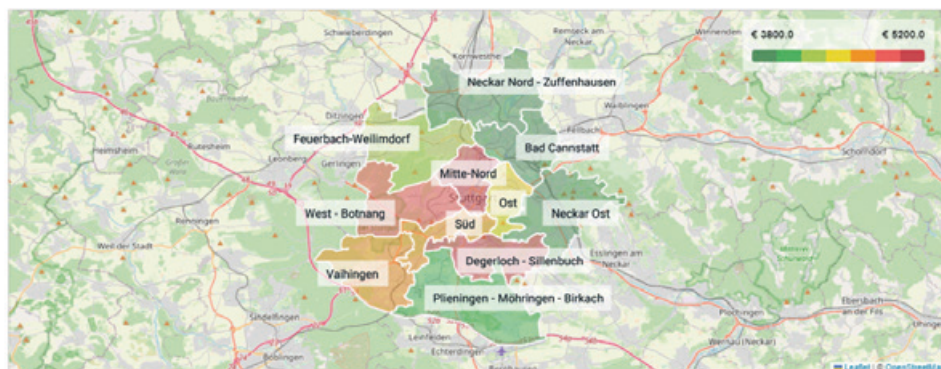 € 3800.0 € 5200.0
Schwieberdingen
Remseck am
Neckar
Winnenden
Kornwesthe
Neckar Nord - Zuffenhausen
Waiblingen
Ditzingen
Feuerbach-Weilimdorf
Fellbach
Bad Cannstatt
Heimsheim
Rutesheim
Leonberg
Gerlingen
Schorndorf
Mitte-Nord
Stuttga
West - Botnang
Ost
Neckar Ost
Renningen
Süd
Weil der Stadt
Esslingen am
Neckar
Degerloch - Sillenbuch
Vaihingen
Plieningen - Möhringen - Birkach
Ebersbach
an der Fils
Plochingen
Sindelfingen
Leinfelden
Echterdingen
Wernau (Neckar)
Böblingen
Leaflet | © OpenStreetMa